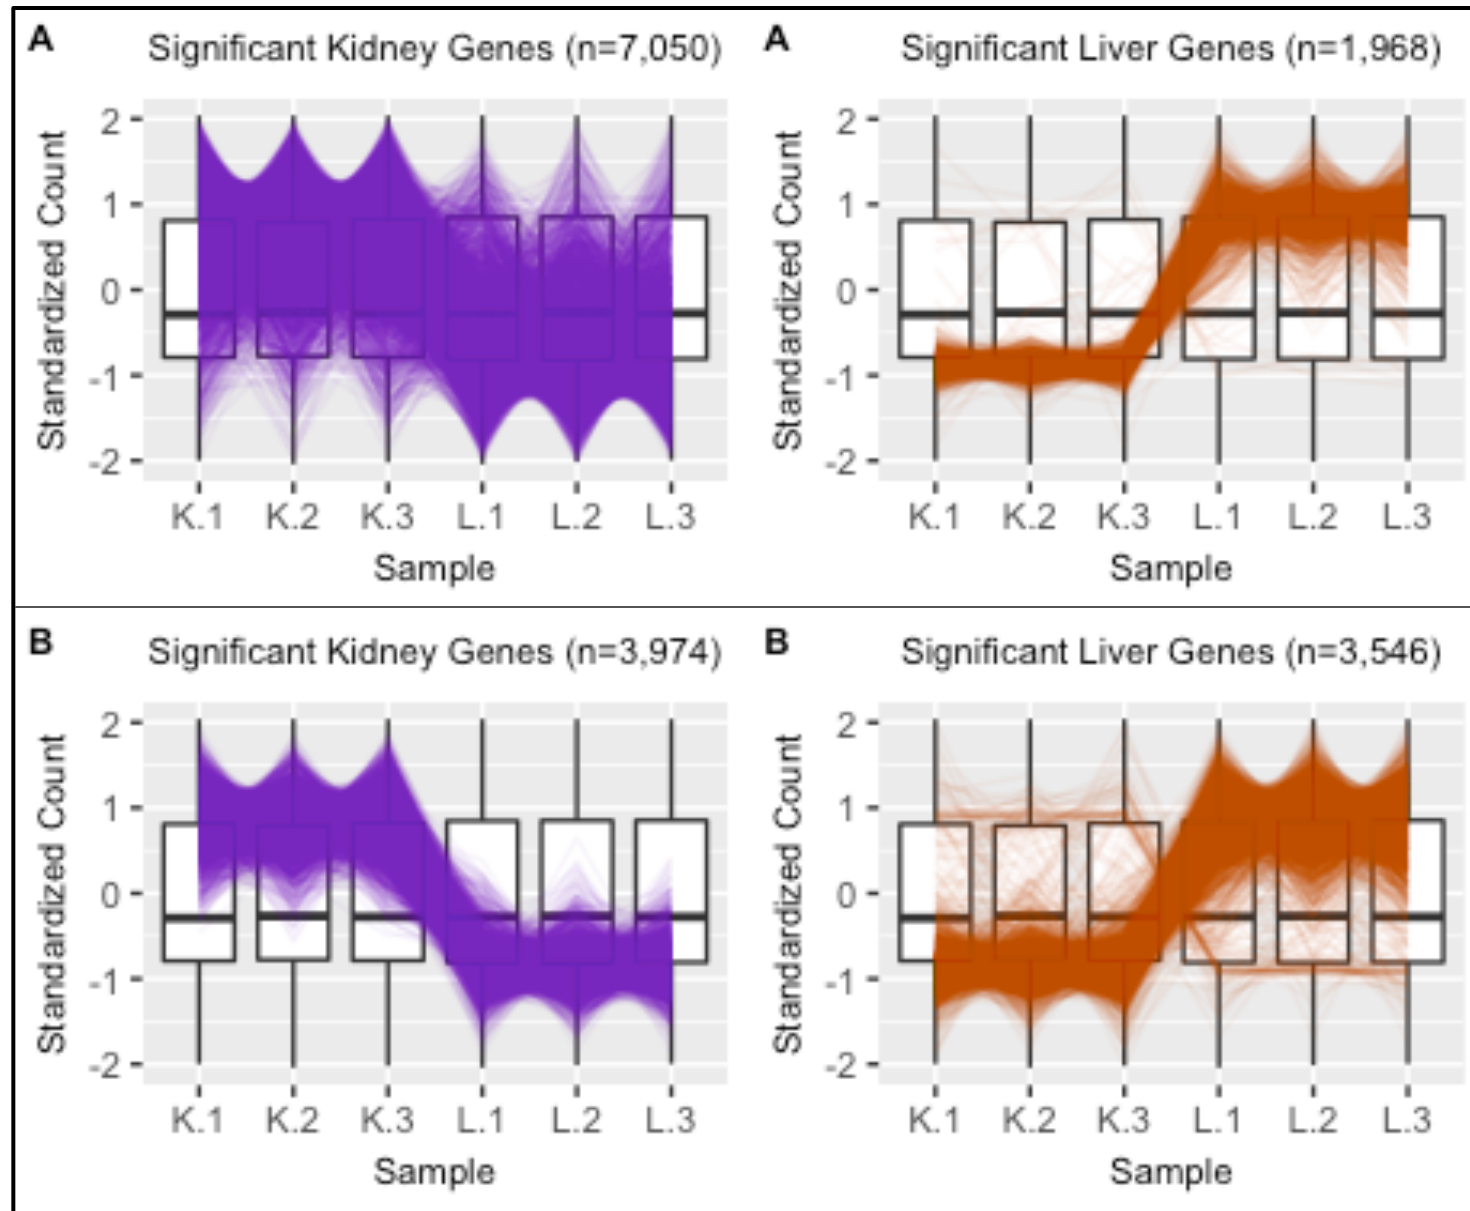 A Significant Kidney Genes (n=7,050)
Standardized Count
2
1
0
-1
-2
K.1 K.2 K.3 L.1 L.2 L.3
Sample
A Significant Liver Genes (n=1,968)
Standardized Count
2
1
0
-1
-2
K.1 K.2 K.3 L.1 L.2 L.3
Sample
B Significant Kidney Genes (n=3,974)
Standardized Count
2
1
0
-1
-2
K.1 K.2 K.3 L.1 L.2 L.3
Sample
B Significant Liver Genes (n=3,546)
Standardized Count
2
1
0
-1
-2
K.1 K.2 K.3 L.1 L.2 L.3
Sample